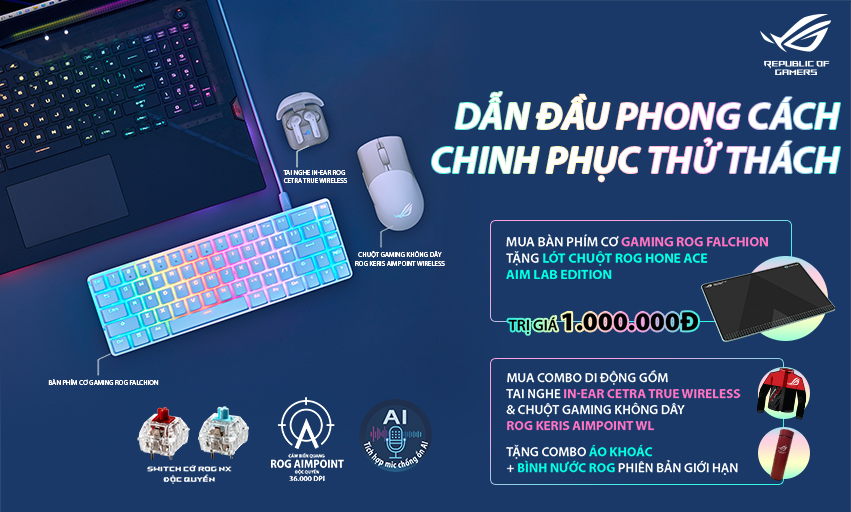 REPUBLIC OF
GAMERS
DẪN ĐẦU PHONG CÁCH
CHINH PHỤC THỬ THÁCH
TAI NGHE IN-EAR ROG
CETRA TRUE WIRELESS
CHUỘT GAMING KHÔNG DÂY
ROG KERIS AIMPOINT WIRELESS
BÀN PHÍM CƠ GAMING ROG FALCHION
MUA BÀN PHÍM CƠ GAMING ROG FALCHION
TẶNG LÓT CHUỘT ROG HONE ACE
AIM LAB EDITION
TRỊ GIÁ 1.000.000Đ
MUA COMBO DI ĐỘNG GỒM
TAI NGHE IN-EAR CETRA TRUE WIRELESS
& CHUỘT GAMING KHÔNG DÂY
ROG KERIS AIMPOINT WL
TẶNG COMBO ÁO KHOÁC
+ BÌNH NƯỚC ROG PHIÊN BẢN GIỚI HẠN
SWITCH CƠ ROG NX
ĐỘC QUYỀN
CẢM BIẾN QUANG
ROG AIMPOINT
ĐỘC QUYỀN
36.000 DPI
AI
Tích hợp mic chống ồn AI